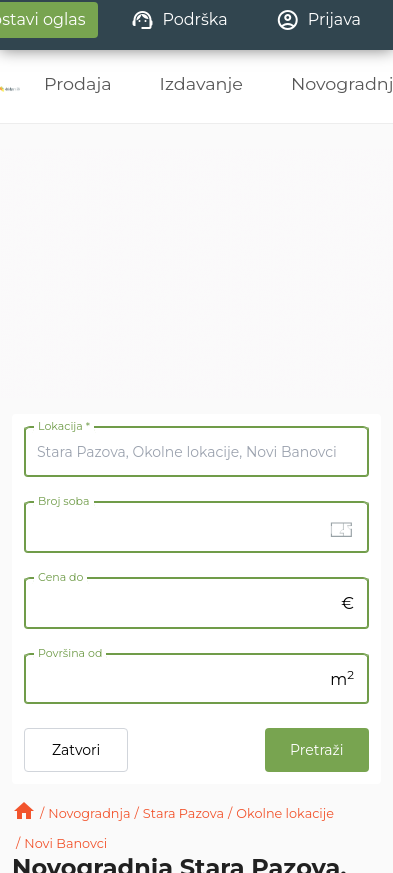 ostavi oglas Podrška Prijava
Prodaja Izdavanje Novogradnj
Lokacija *
Stara Pazova, Okolne lokacije, Novi Banovci
Broj soba
Cena do
€
Površina od
m²
Zatvori Pretraži
/ Novogradnja / Stara Pazova / Okolne lokacije
/ Novi Banovci
Novogradnja Stara Pazova,